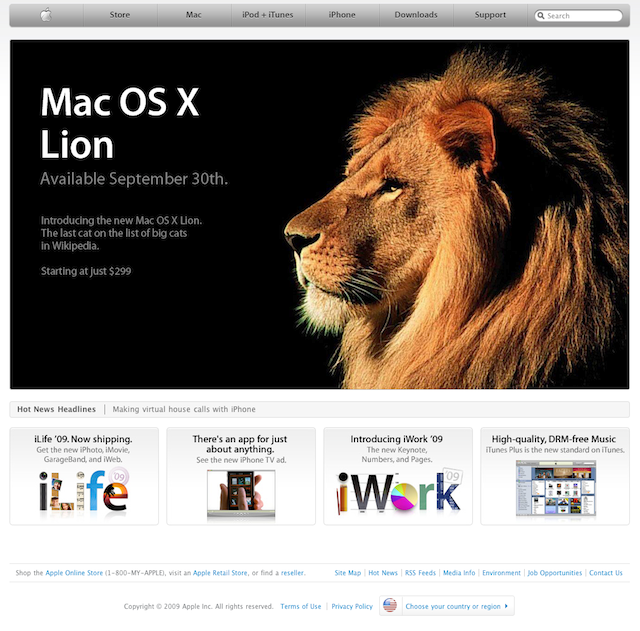 Store Mac iPod + iTunes iPhone Downloads Support Search
Mac OS X
Lion
Available September 30th.
Introducing the new Mac OS X Lion.
The last cat on the list of big cats
in Wikipedia.
Starting at just $299
Hot News Headlines Making virtual house calls with iPhone
iLife ’09. Now shipping.
Get the new iPhoto, iMovie,
GarageBand, and iWeb.
iLife ’09
There's an app for just
about anything.
See the new iPhone TV ad.
Introducing iWork ’09
The new Keynote,
Numbers, and Pages.
iWork ’09
High-quality, DRM-free Music
iTunes Plus is the new standard on iTunes.
Shop the Apple Online Store (1-800-MY-APPLE), visit an Apple Retail Store, or find a reseller.
Site Map | Hot News | RSS Feeds | Media Info | Environment | Job Opportunities | Contact Us
Copyright © 2009 Apple Inc. All rights reserved. Terms of Use | Privacy Policy Choose your country or region